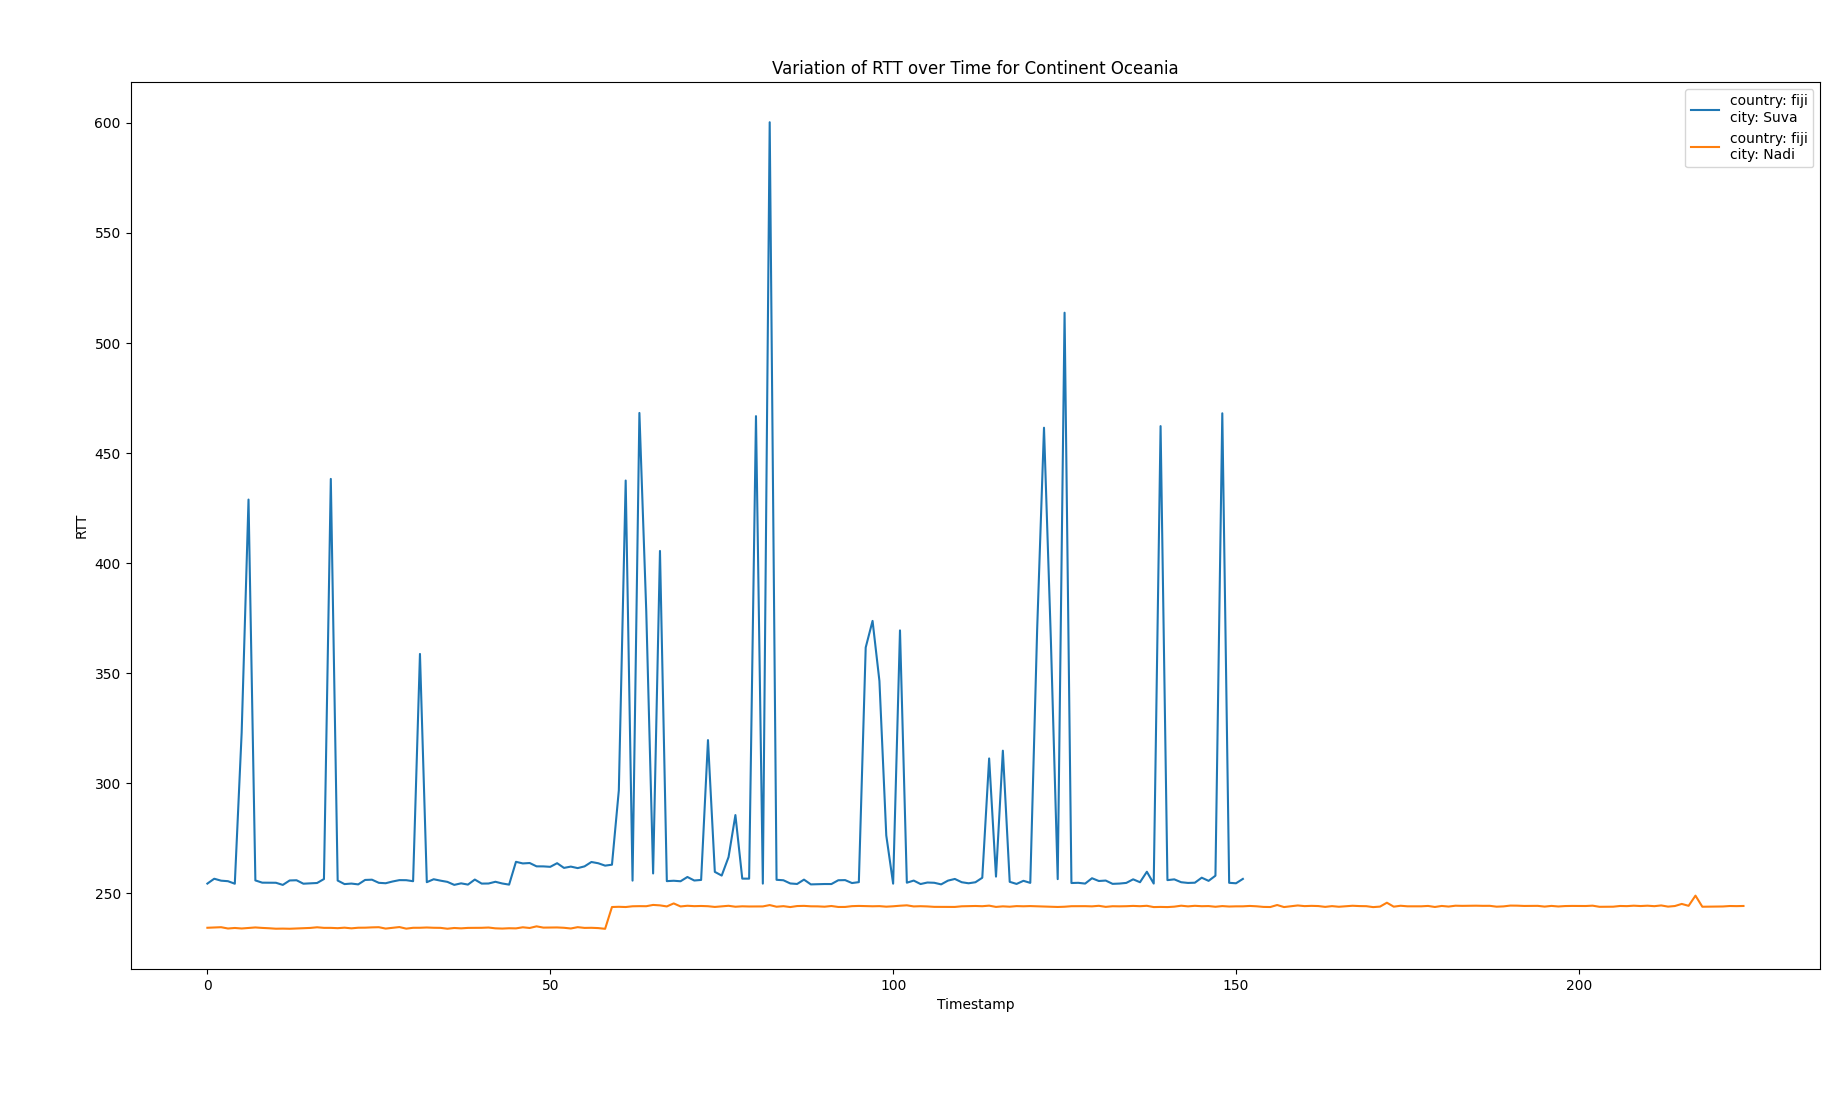 Variation of RTT over Time for Continent Oceania
country: fiji
city: Suva
country: fiji
city: Nadi
RTT
600
550
500
450
400
350
300
250
0
50
100
150
200
Timestamp